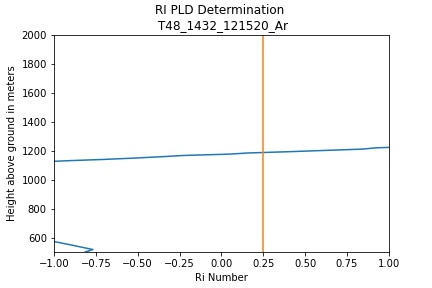 RI PLD Determination
T48_1432_121520_Ar
Height above ground in meters
2000
1800
1600
1400
1200
1000
800
600
−1.00 −0.75 −0.50 −0.25 0.00 0.25 0.50 0.75 1.00
Ri Number